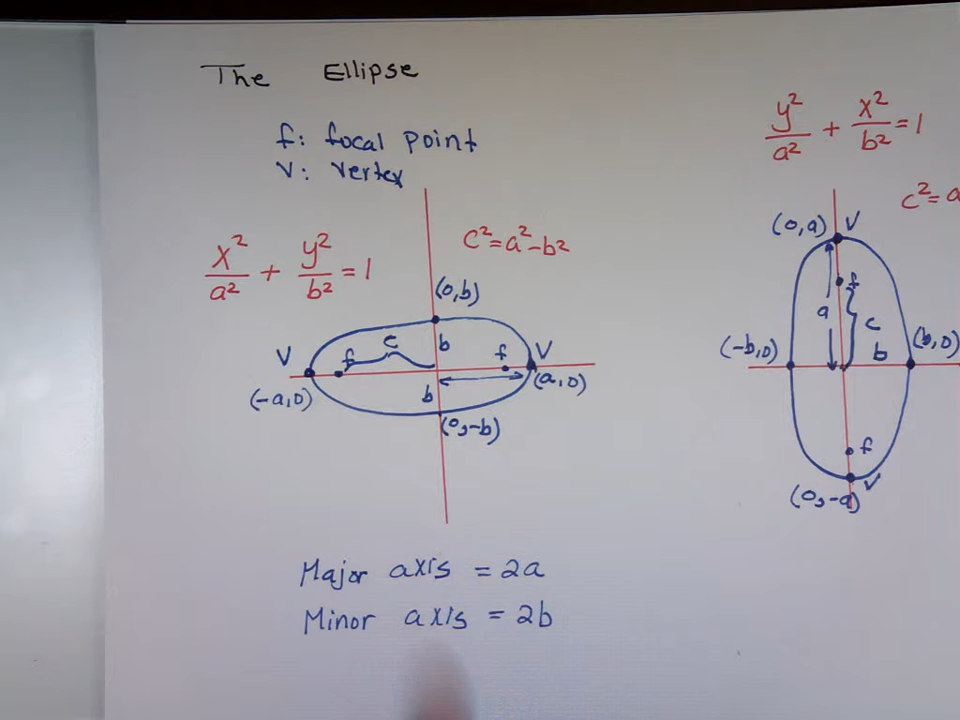 The Ellipse
f: focal point
V: vertex
x²/a² + y²/b² = 1
c² = a² - b²
(0,b)
V
f
c
b
f
V
(-a,0)
b
(a,0)
(0,-b)
Major axis = 2a
Minor axis = 2b
y²/a² + x²/b² = 1
c² = a
(0,a)
V
f
a
c
(-b,0)
b
(b,0)
f
V
(0,-a)